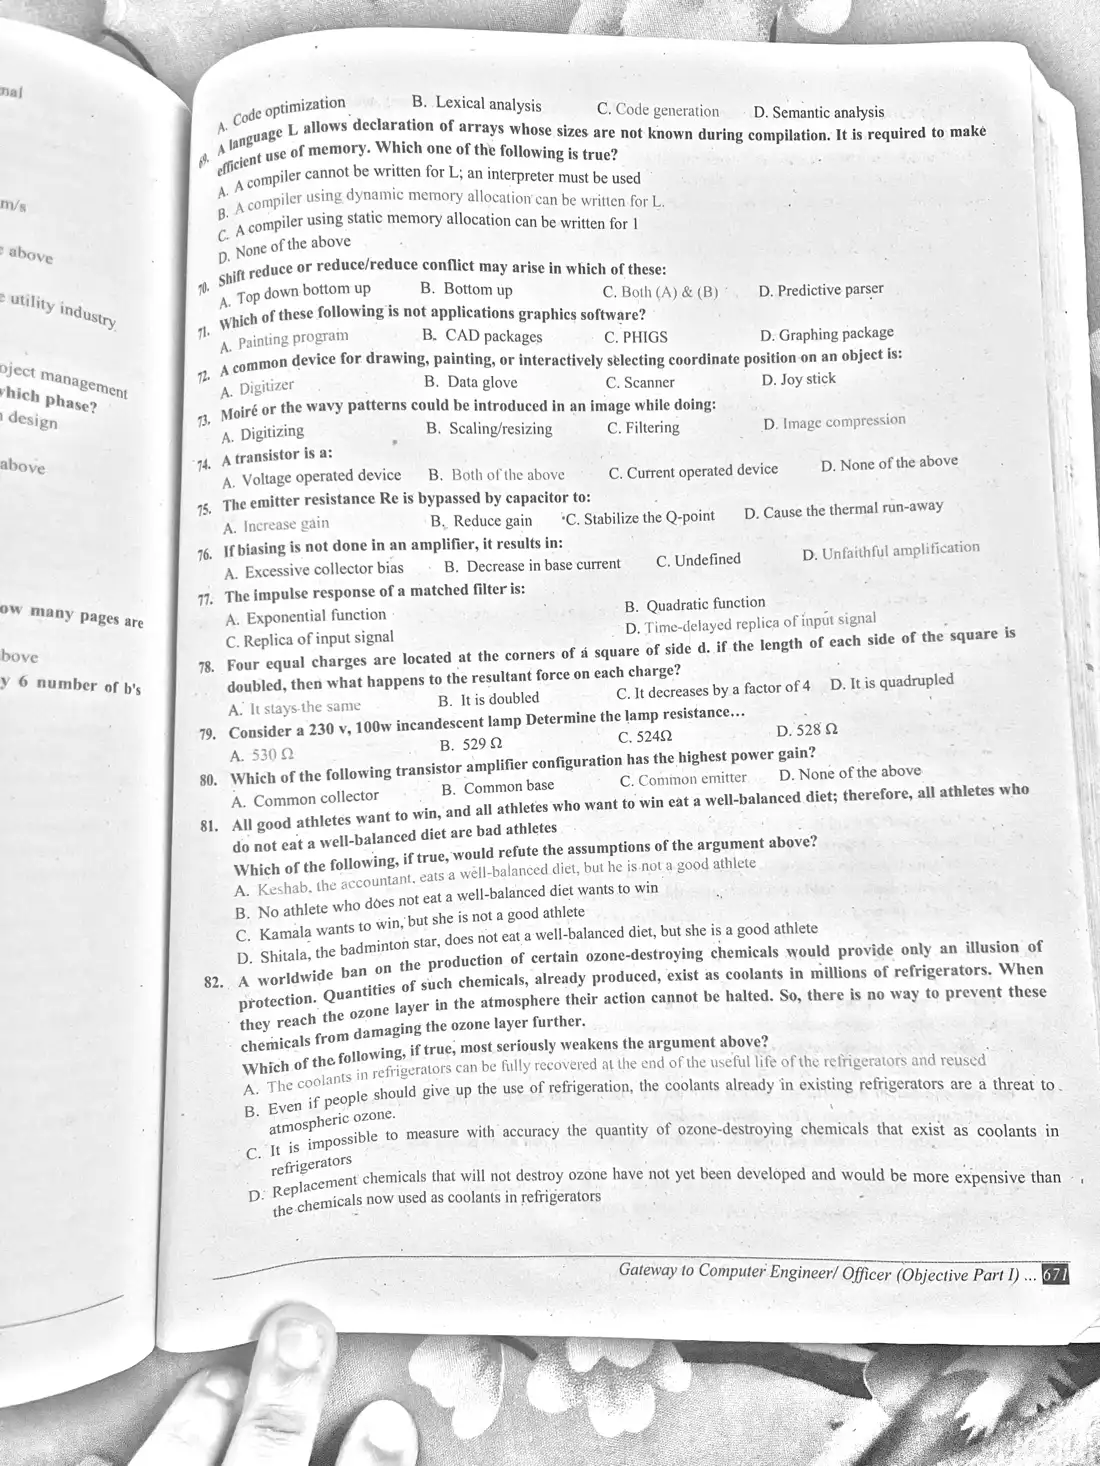 nal
m/s
above
utility industry
oject management
which phase?
design
above
ow many pages are
bove
y 6 number of b's
A. Code optimization B. Lexical analysis C. Code generation D. Semantic analysis
69. A language L allows declaration of arrays whose sizes are not known during compilation. It is required to make
efficient use of memory. Which one of the following is true?
A. A compiler cannot be written for L; an interpreter must be used
B. A compiler using dynamic memory allocation can be written for L.
C. A compiler using static memory allocation can be written for 1
D. None of the above
70. Shift reduce or reduce/reduce conflict may arise in which of these:
A. Top down bottom up B. Bottom up C. Both (A) & (B) D. Predictive parser
71. Which of these following is not applications graphics software?
A. Painting program B. CAD packages C. PHIGS D. Graphing package
72. A common device for drawing, painting, or interactively selecting coordinate position on an object is:
A. Digitizer B. Data glove C. Scanner D. Joy stick
73. Moiré or the wavy patterns could be introduced in an image while doing:
A. Digitizing B. Scaling/resizing C. Filtering D. Image compression
74. A transistor is a:
A. Voltage operated device B. Both of the above C. Current operated device D. None of the above
75. The emitter resistance Re is bypassed by capacitor to:
A. Increase gain B. Reduce gain C. Stabilize the Q-point D. Cause the thermal run-away
76. If biasing is not done in an amplifier, it results in:
A. Excessive collector bias B. Decrease in base current C. Undefined D. Unfaithful amplification
77. The impulse response of a matched filter is:
A. Exponential function B. Quadratic function
C. Replica of input signal D. Time-delayed replica of input signal
78. Four equal charges are located at the corners of a square of side d. if the length of each side of the square is
doubled, then what happens to the resultant force on each charge?
A. It stays the same B. It is doubled C. It decreases by a factor of 4 D. It is quadrupled
79. Consider a 230 v, 100w incandescent lamp Determine the lamp resistance...
A. 530 Ω B. 529 Ω C. 524Ω D. 528 Ω
80. Which of the following transistor amplifier configuration has the highest power gain?
A. Common collector B. Common base C. Common emitter D. None of the above
81. All good athletes want to win, and all athletes who want to win eat a well-balanced diet; therefore, all athletes who
do not eat a well-balanced diet are bad athletes
Which of the following, if true, would refute the assumptions of the argument above?
A. Keshab, the accountant, eats a well-balanced diet, but he is not a good athlete
B. No athlete who does not eat a well-balanced diet wants to win
C. Kamala wants to win, but she is not a good athlete
D. Shitala, the badminton star, does not eat a well-balanced diet, but she is a good athlete
82. A worldwide ban on the production of certain ozone-destroying chemicals would provide only an illusion of
protection. Quantities of such chemicals, already produced, exist as coolants in millions of refrigerators. When
they reach the ozone layer in the atmosphere their action cannot be halted. So, there is no way to prevent these
chemicals from damaging the ozone layer further.
Which of the following, if true, most seriously weakens the argument above?
A. The coolants in refrigerators can be fully recovered at the end of the useful life of the refrigerators and reused
B. Even if people should give up the use of refrigeration, the coolants already in existing refrigerators are a threat to
atmospheric ozone.
C. It is impossible to measure with accuracy the quantity of ozone-destroying chemicals that exist as coolants in
refrigerators
D. Replacement chemicals that will not destroy ozone have not yet been developed and would be more expensive than
the chemicals now used as coolants in refrigerators
Gateway to Computer Engineer/ Officer (Objective Part I) ... 671